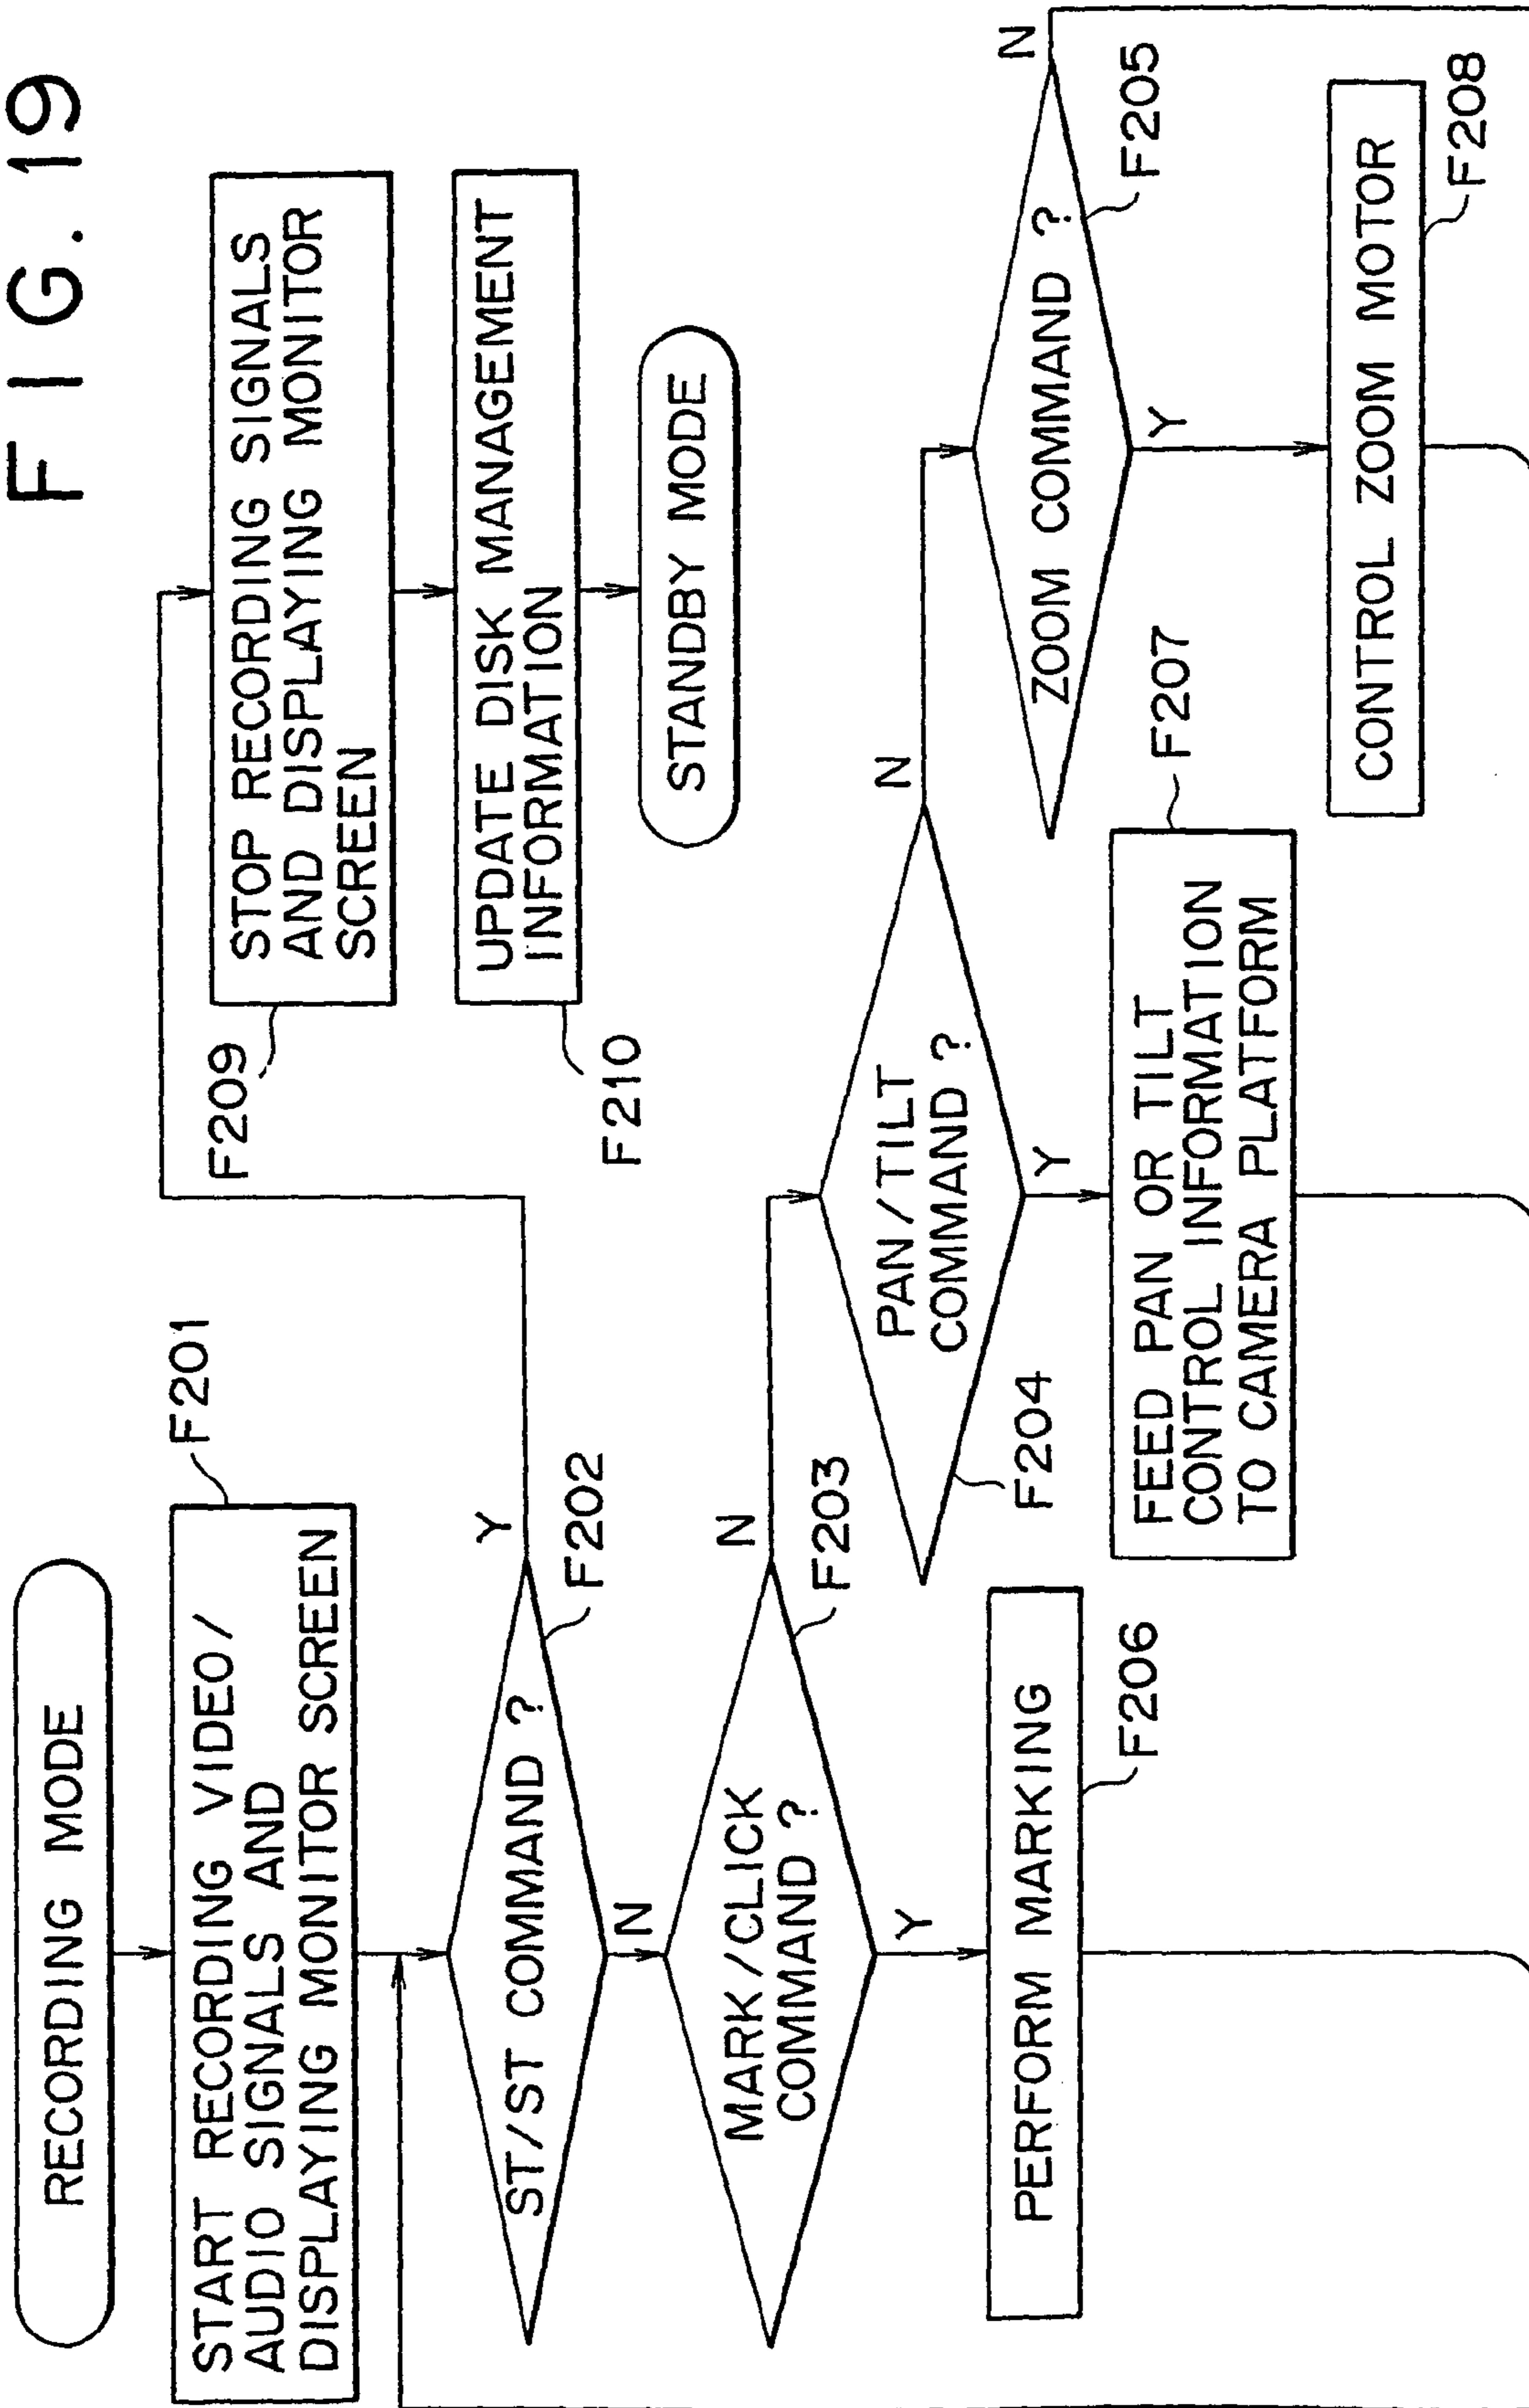 FIG. 19
RECORDING MODE
START RECORDING VIDEO/
AUDIO SIGNALS AND
DISPLAYING MONITOR SCREEN
F201
ST/ST COMMAND ?
Y
F202
N
STOP RECORDING SIGNALS
AND DISPLAYING MONITOR
SCREEN
F209
UPDATE DISK MANAGEMENT
INFORMATION
F210
STANDBY MODE
MARK/CLICK
COMMAND ?
N
F203
Y
PERFORM MARKING
F206
PAN/TILT
COMMAND ?
N
F204
Y
FEED PAN OR TILT
CONTROL INFORMATION
TO CAMERA PLATFORM
F207
ZOOM COMMAND ?
N
F205
Y
CONTROL ZOOM MOTOR
F208